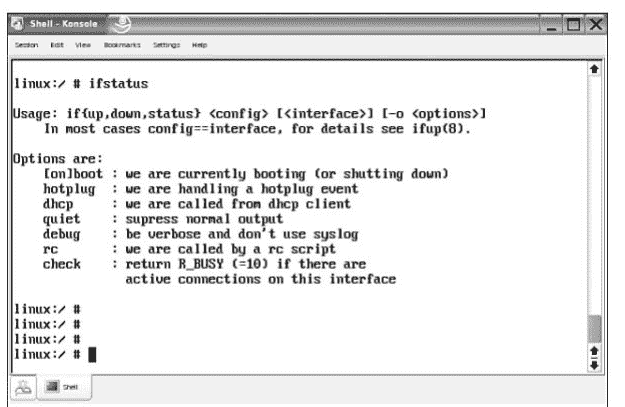 Shell - Konsole
Session Edit View Bookmarks Settings Help
linux:/ # ifstatus
Usage: if{up,down,status} <config> [<interface>] [-o <options>]
In most cases config==interface, for details see ifup(8).
Options are:
[on]boot : we are currently booting (or shutting down)
hotplug : we are handling a hotplug event
dhcp : we are called from dhcp client
quiet : supress normal output
debug : be verbose and don't use syslog
rc : we are called by a rc script
check : return R_BUSY (=10) if there are
active connections on this interface
linux:/ #
linux:/ #
linux:/ #
linux:/ #
Shell